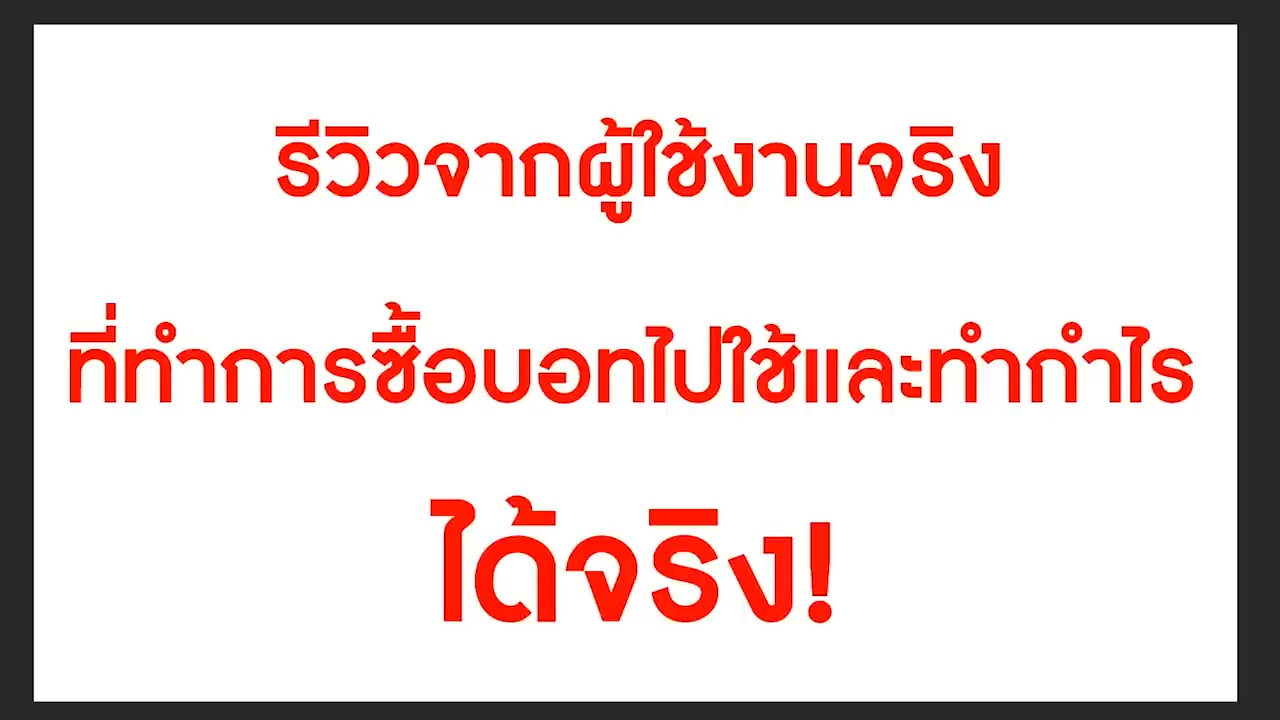 รีวิวจากผู้ใช้งานจริง
ที่ทำการซื้อบอทไปใช้และทำกำไร
ได้จริง!